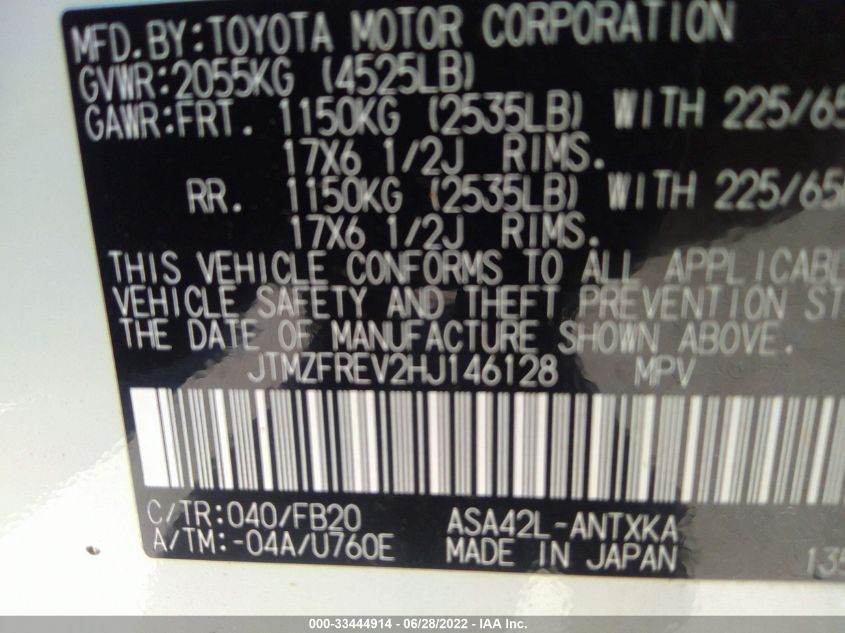 MFD. BY: TOYOTA MOTOR CORPORATION
GVWR: 2055KG (4525LB)
GAWR: FRT. 1150KG (2535LB) WITH 225/65
17X6 1/2J RIMS.
RR. 1150KG (2535LB) WITH 225/65
17X6 1/2J RIMS.
THIS VEHICLE CONFORMS TO ALL APPLICABLE
VEHICLE SAFETY AND THEFT PREVENTION ST
THE DATE OF MANUFACTURE SHOWN ABOVE.
JTMZFREV2HJ146128 MPV
C/TR: 040/FB20 ASA42L-ANTXKA
A/TM: -04A/U760E MADE IN JAPAN 135
000-33444914 / 06/28/2022 - IAA Inc.